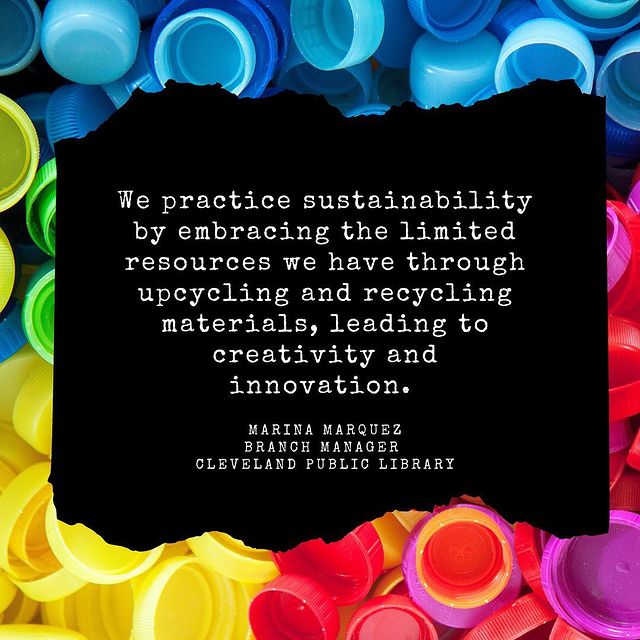 We practice sustainability
by embracing the limited
resources we have through
upcycling and recycling
materials, leading to
creativity and
innovation.
MARINA MARQUEZ
BRANCH MANAGER
CLEVELAND PUBLIC LIBRARY